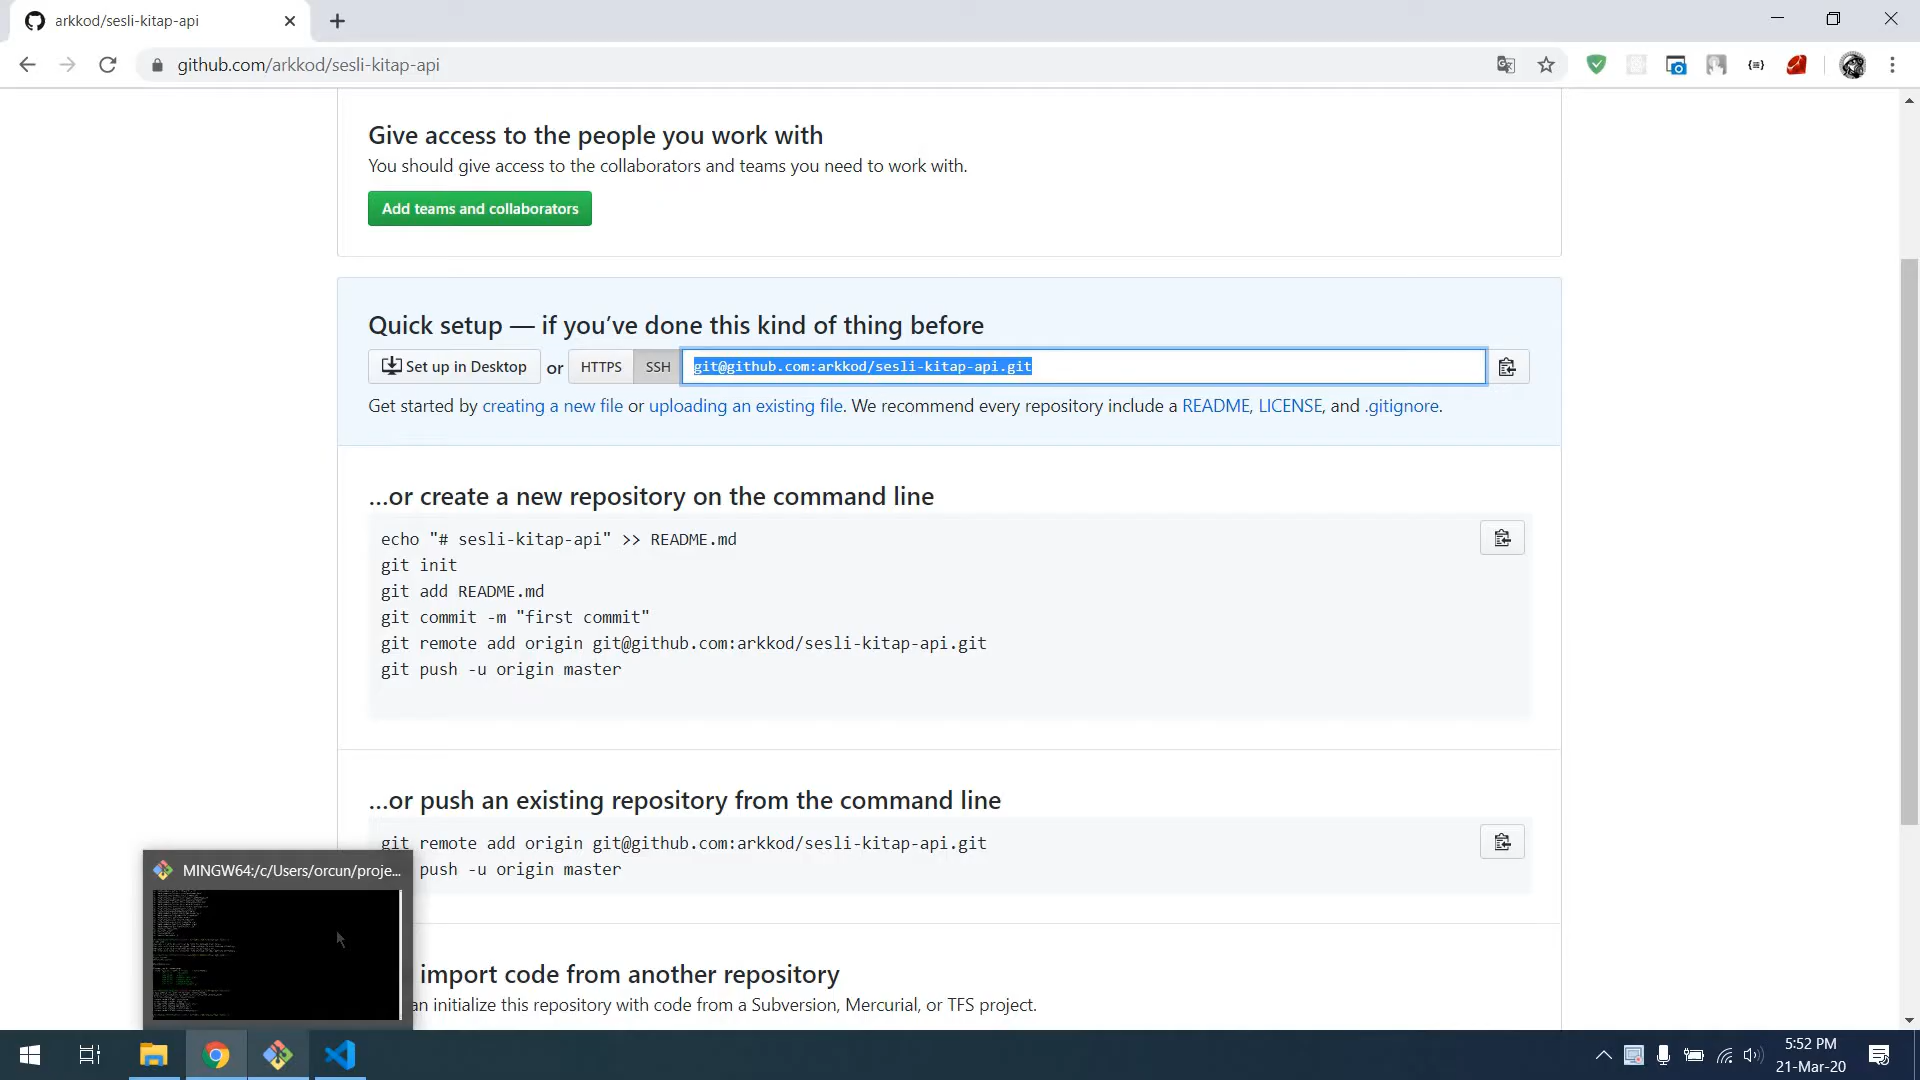 arkkod/sesli-kitap-api
github.com/arkkod/sesli-kitap-api
Give access to the people you work with
You should give access to the collaborators and teams you need to work with.
Add teams and collaborators
Quick setup — if you’ve done this kind of thing before
Set up in Desktop or HTTPS SSH git@github.com:arkkod/sesli-kitap-api.git
Get started by creating a new file or uploading an existing file. We recommend every repository include a README, LICENSE, and .gitignore.
…or create a new repository on the command line
echo "# sesli-kitap-api" >> README.md
git init
git add README.md
git commit -m "first commit"
git remote add origin git@github.com:arkkod/sesli-kitap-api.git
git push -u origin master
…or push an existing repository from the command line
git remote add origin git@github.com:arkkod/sesli-kitap-api.git
push -u origin master
MINGW64:/c/Users/orcun/proje...
import code from another repository
an initialize this repository with code from a Subversion, Mercurial, or TFS project.
5:52 PM
21-Mar-20